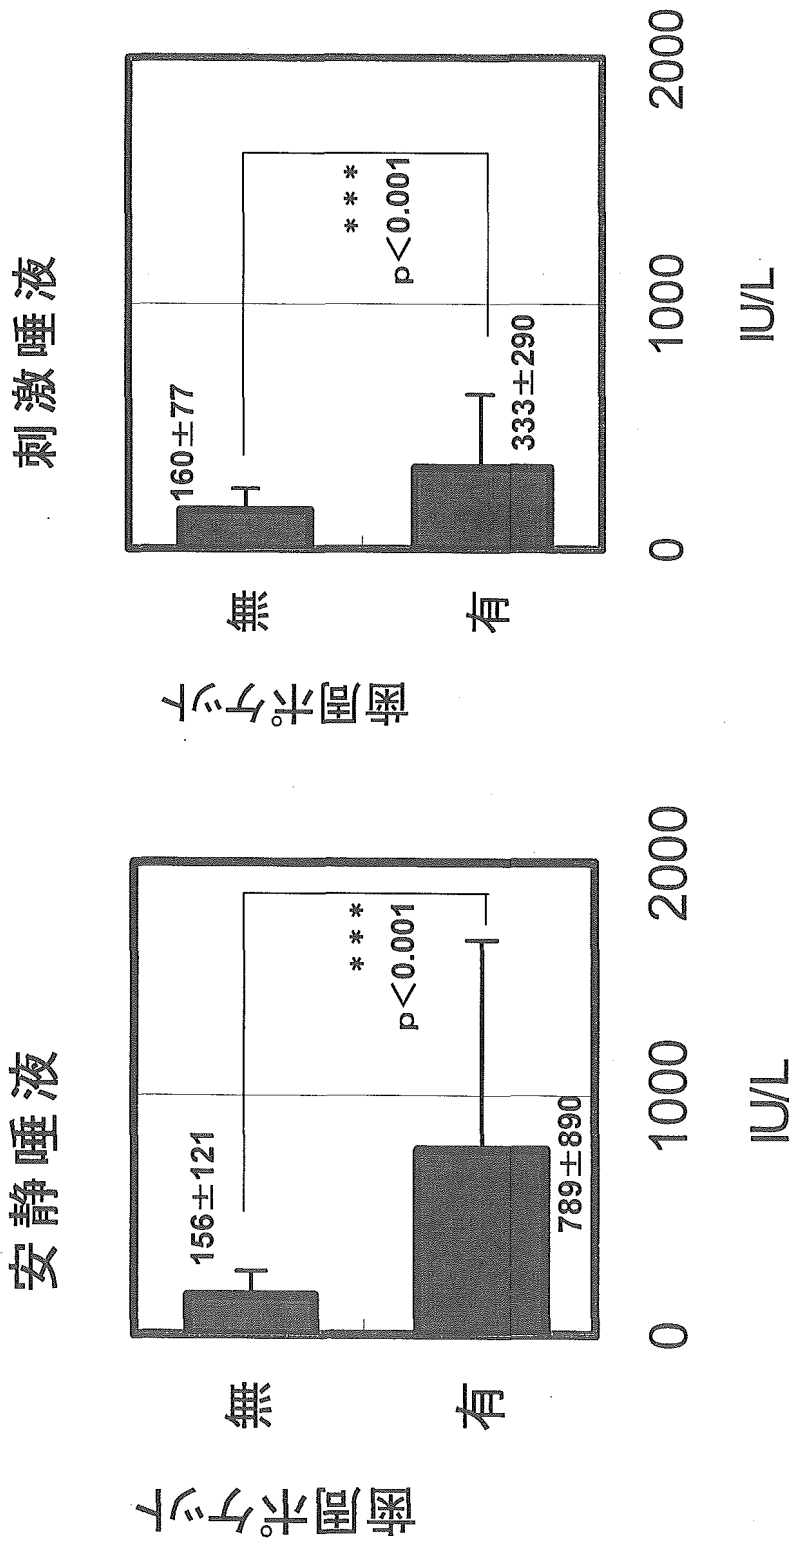 安静唾液
歯周ポケット
無
156±121
有
789±890
***
p<0.001
0
1000
2000
IU/L
刺激唾液
歯周ポケット
無
160±77
有
333±290
***
p<0.001
0
1000
2000
IU/L